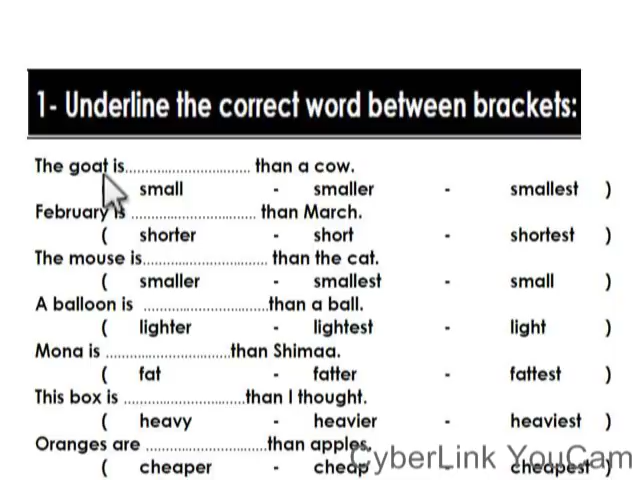 1- Underline the correct word between brackets:
The goat is.............................. than a cow.
( small - smaller - smallest )
February is .............................. than March.
( shorter - short - shortest )
The mouse is.............................. than the cat.
( smaller - smallest - small )
A balloon is ..............................than a ball.
( lighter - lightest - light )
Mona is ..............................than Shimaa.
( fat - fatter - fattest )
This box is ..............................than I thought.
( heavy - heavier - heaviest )
Oranges are ..............................than apples.
( cheaper - cheap - cheapest )
CyberLink YouCam